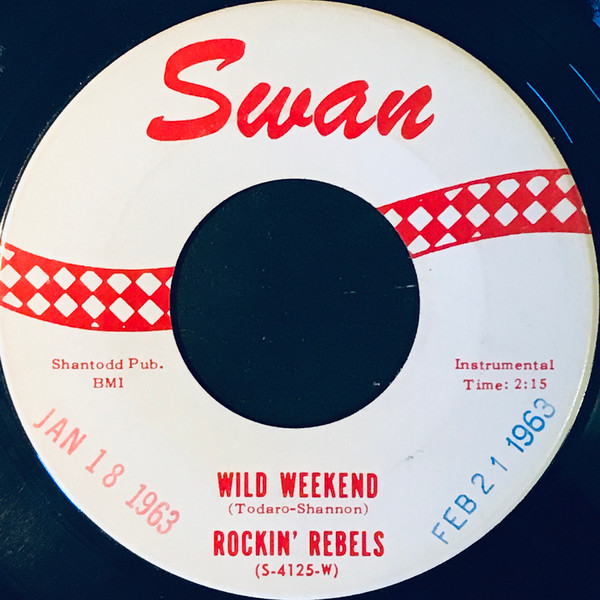 Swan
Shantodd Pub.
BMI
Instrumental
Time: 2:15
JAN 18 1963
FEB 21 1963
WILD WEEKEND
(Todaro-Shannon)
ROCKIN' REBELS
(S-4125-W)